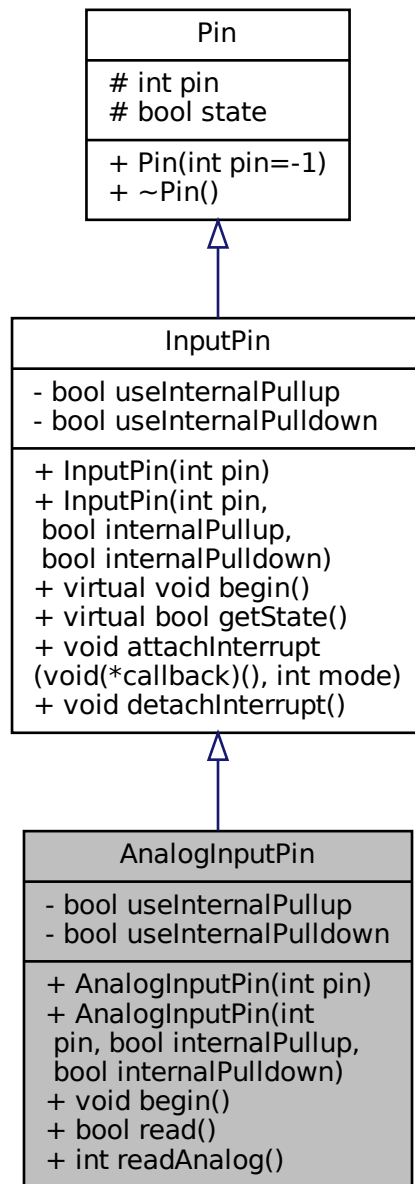 Pin
# int pin
# bool state
+ Pin(int pin=-1)
+ ~Pin()
InputPin
- bool useInternalPullup
- bool useInternalPulldown
+ InputPin(int pin)
+ InputPin(int pin,
bool internalPullup,
bool internalPulldown)
+ virtual void begin()
+ virtual bool getState()
+ void attachInterrupt
(void(*callback)(), int mode)
+ void detachInterrupt()
AnalogInputPin
- bool useInternalPullup
- bool useInternalPulldown
+ AnalogInputPin(int pin)
+ AnalogInputPin(int
pin, bool internalPullup,
bool internalPulldown)
+ void begin()
+ bool read()
+ int readAnalog()